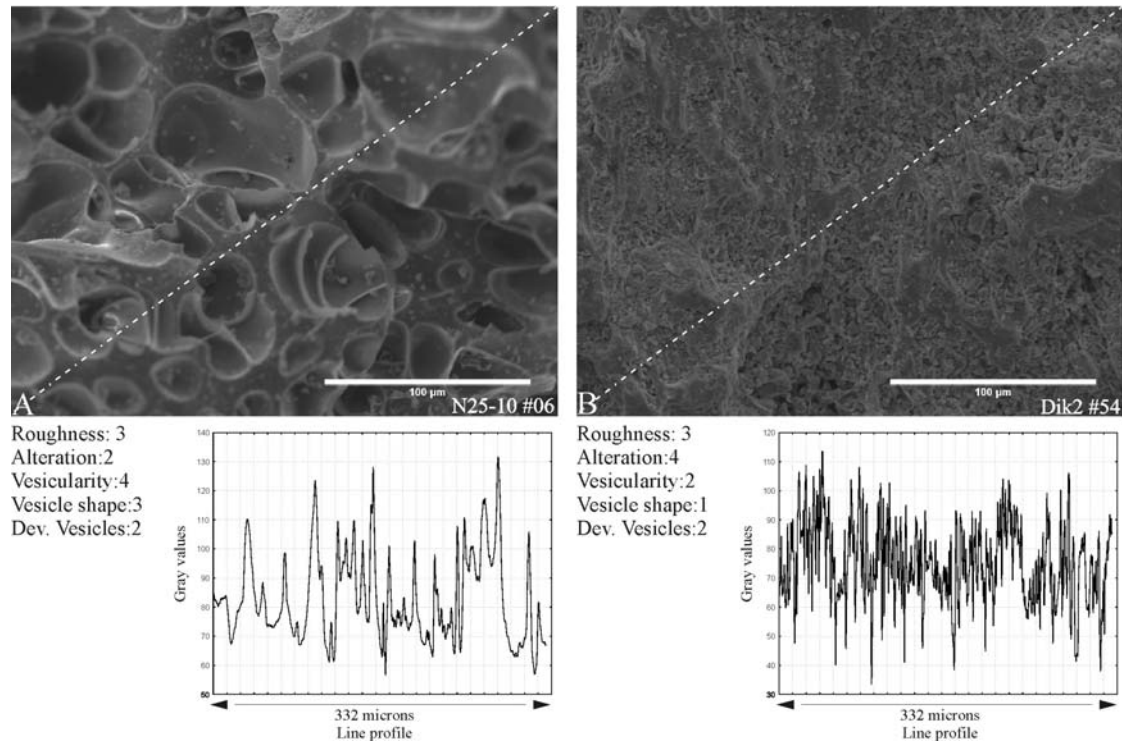 100 µm
A
N25-10 #06
100 µm
B
Dik2 #54
Roughness: 3
Alteration:2
Vesicularity:4
Vesicle shape:3
Dev. Vesicles:2
140
130
120
110
100
90
80
70
60
50
Gray values
332 microns
Line profile
Roughness: 3
Alteration:4
Vesicularity:2
Vesicle shape:1
Dev. Vesicles:2
120
110
100
90
80
70
60
50
40
30
Gray values
332 microns
Line profile